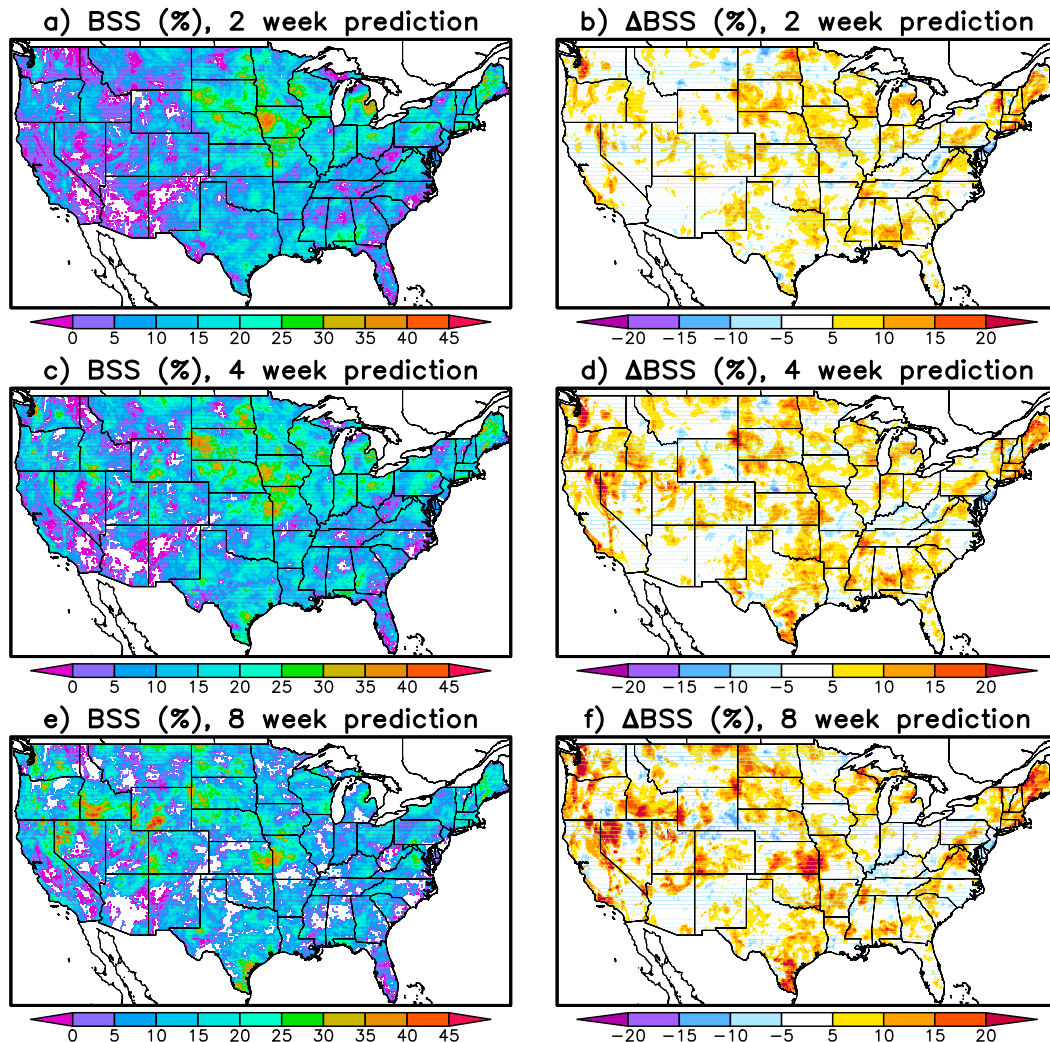 a) BSS (%), 2 week prediction
b) ΔBSS (%), 2 week prediction
0 5 10 15 20 25 30 35 40 45
−20 −15 −10 −5 5 10 15 20
c) BSS (%), 4 week prediction
d) ΔBSS (%), 4 week prediction
0 5 10 15 20 25 30 35 40 45
−20 −15 −10 −5 5 10 15 20
e) BSS (%), 8 week prediction
f) ΔBSS (%), 8 week prediction
0 5 10 15 20 25 30 35 40 45
−20 −15 −10 −5 5 10 15 20